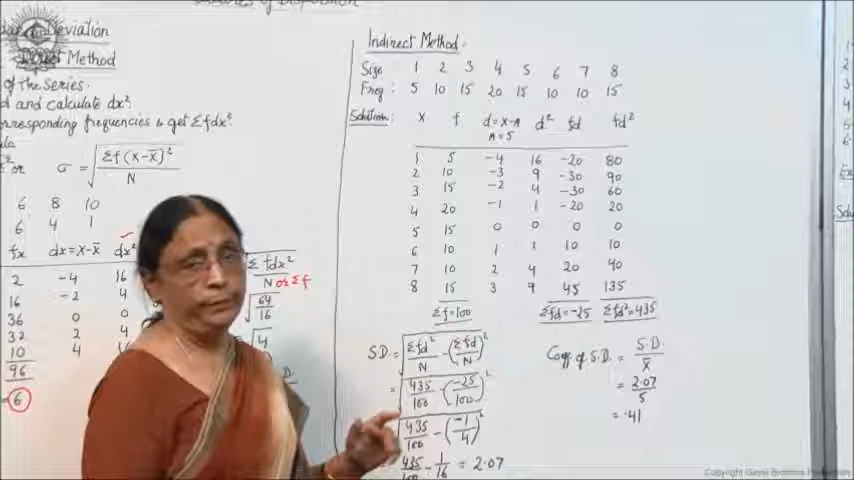 Measures of Dispersion
Deviation
Direct Method
of the series.
d and calculate dx²
corresponding frequencies to get Σfdx²
or σ = √(Σf(x-x̄)²/N)
6 8 10
6 4 1
fx dx=x-x̄ dx²
2 -4 16
16 -2 4
36 0 0
32 2 4
10 4
96
= 6
Σfdx²
N or Σf
√(64/16)
√4
Indirect Method.
Size : 1 2 3 4 5 6 7 8
Freq : 5 10 15 20 15 10 10 15
Solution: x f d=x-A A=5 d² fd fd²
1 5 -4 16 -20 80
2 10 -3 9 -30 90
3 15 -2 4 -30 60
4 20 -1 1 -20 20
5 15 0 0 0 0
6 10 1 1 10 10
7 10 2 4 20 40
8 15 3 9 45 135
Σf=100 Σfd=-25 Σfd²=435
S.D. = √(Σfd²/N - (Σfd/N)²)
= √(435/100 - (-25/100)²)
√(435/100 - (-1/4)²)
435/100 - 1/16 = 2.07
Coeff of S.D. = S.D./x̄
= 2.07/5
= .41